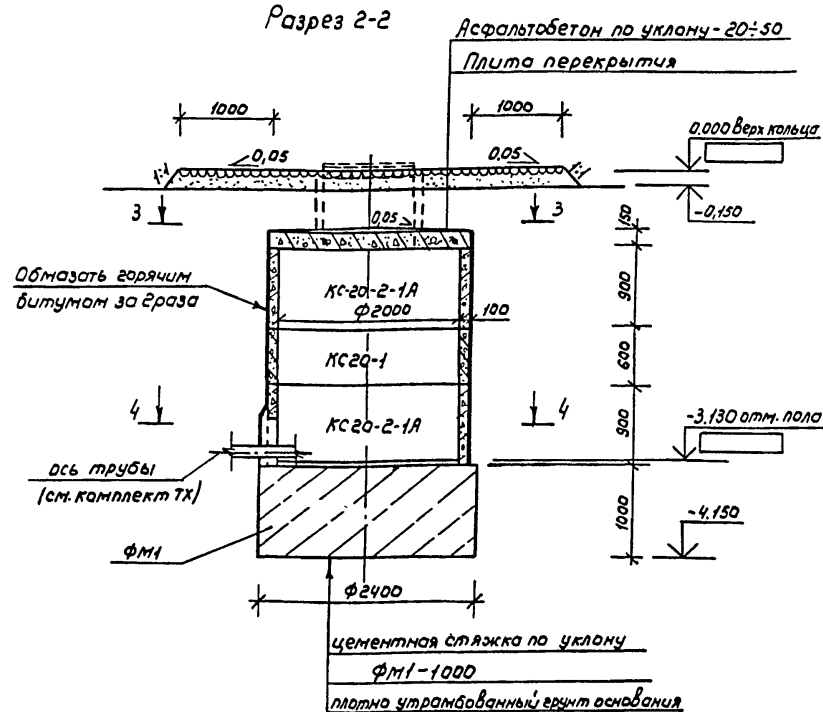 Разрез 2-2
Асфальтобетон по уклону-20÷50
Плита перекрытия
1000
1000
0,000 верх кольца
1:1
0,05
0,05
1:1
3
3
-0,150
0,05
150
Обмазать горячим
битумом за 2 раза
КС-20-2-1А
ф2000
100
900
КС20-1
600
4
4
КС20-2-1А
900
-3,130 отм. пола
ось трубы
(см. комплект ТХ)
1000
-4,150
ФМ1
ф2400
цементная стяжка по уклону
ФМ1-1000
плотно утрамбованный грунт основания